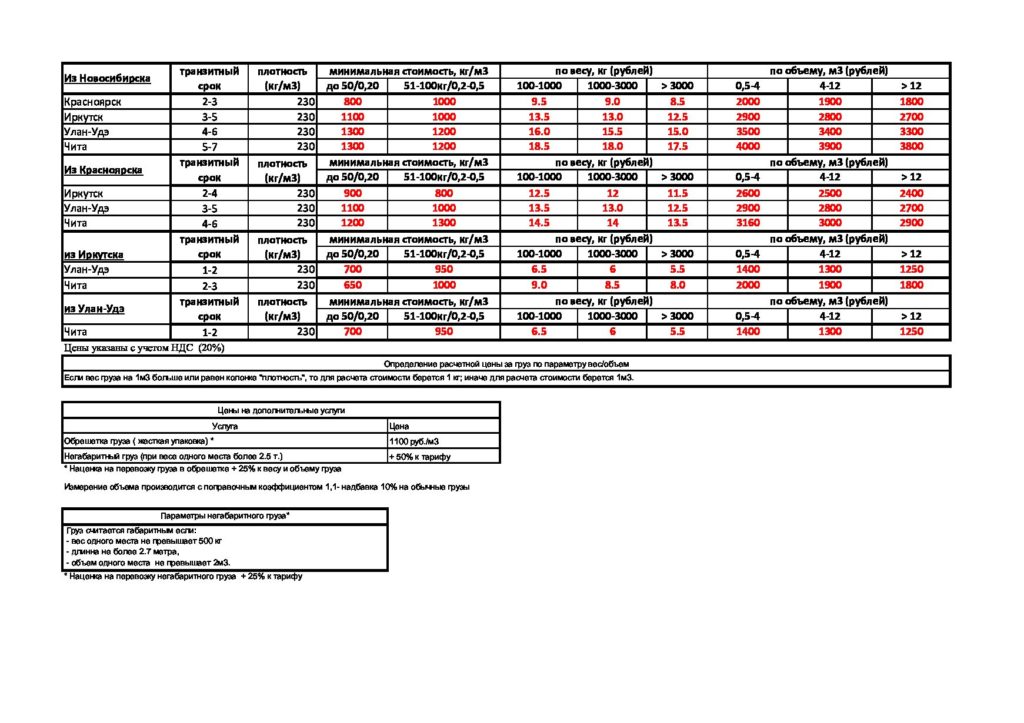 Из Новосибирска транзитный срок плотность (кг/м3) минимальная стоимость, кг/м3 по весу, кг (рублей) по объему, м3 (рублей)
до 50/0,20 51-100кг/0,2-0,5 100-1000 1000-3000 > 3000 0,5-4 4-12 > 12
Красноярск 2-3 230 800 1000 9.5 9.0 8.5 2000 1900 1800
Иркутск 3-5 230 1100 1000 13.5 13.0 12.5 2900 2800 2700
Улан-Удэ 4-6 230 1300 1200 16.0 15.5 15.0 3500 3400 3300
Чита 5-7 230 1300 1200 18.5 18.0 17.5 4000 3900 3800
Из Красноярска транзитный срок плотность (кг/м3) минимальная стоимость, кг/м3 по весу, кг (рублей) по объему, м3 (рублей)
до 50/0,20 51-100кг/0,2-0,5 100-1000 1000-3000 > 3000 0,5-4 4-12 > 12
Иркутск 2-4 230 900 800 12.5 12 11.5 2600 2500 2400
Улан-Удэ 3-5 230 1100 1000 13.5 13.0 12.5 2900 2800 2700
Чита 4-6 230 1200 1300 14.5 14 13.5 3160 3000 2900
из Иркутска транзитный срок плотность (кг/м3) минимальная стоимость, кг/м3 по весу, кг (рублей) по объему, м3 (рублей)
до 50/0,20 51-100кг/0,2-0,5 100-1000 1000-3000 > 3000 0,5-4 4-12 > 12
Улан-Удэ 1-2 230 700 950 6.5 6 5.5 1400 1300 1250
Чита 2-3 230 650 1000 9.0 8.5 8.0 2000 1900 1800
из Улан-Удэ транзитный срок плотность (кг/м3) минимальная стоимость, кг/м3 по весу, кг (рублей) по объему, м3 (рублей)
до 50/0,20 51-100кг/0,2-0,5 100-1000 1000-3000 > 3000 0,5-4 4-12 > 12
Чита 1-2 230 700 950 6.5 6 5.5 1400 1300 1250
Цены указаны с учетом НДС (20%)
Определение расчетной цены за груз по параметру вес/объем
Если вес груза на 1м3 больше или равен колонке "плотность", то для расчета стоимости берется 1 кг; иначе для расчета стоимости берется 1м3.
Цены на дополнительные услуги
Услуга Цена
Обрешетка груза ( жесткая упаковка) * 1100 руб./м3
Негабаритный груз (при весе одного места более 2.5 т.) + 50% к тарифу
* Наценка на перевозку груза в обрешетке + 25% к весу и объему груза
Измерение объема производится с поправочным коэффициентом 1,1- надбавка 10% на обычные грузы
Параметры негабаритного груза*
Груз считается габаритным если:
- вес одного места не превышает 500 кг
- длинна не более 2.7 метра,
- объем одного места не превышает 2м3.
* Наценка на перевозку негабаритного груза + 25% к тарифу